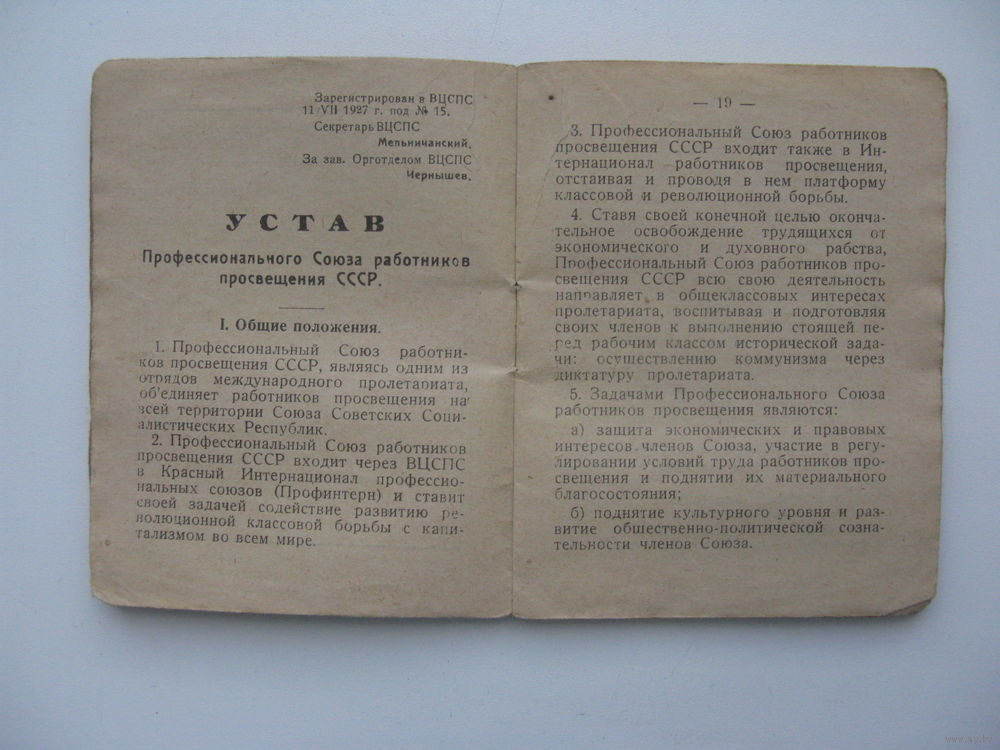 Зарегистрирован в ВЦСПС
11/VII 1927 г. под № 15.
Секретарь ВЦСПС
Мельничанский.
За зав. Орготделом ВЦСПС
Чернышев.
УСТАВ
Профессионального Союза работников
просвещения СССР.
I. Общие положения.
1. Профессиональный Союз работни-
ков просвещения СССР, являясь одним из
отрядов международного пролетариата,
об'единяет работников просвещения на
всей территории Союза Советских Социа-
алистических Республик.
2. Профессиональный Союз работников
просвещения СССР входит через ВЦСПС
в Красный Интернационал профессио-
нальных союзов (Профинтерн) и ставит
своей задачей содействие развитию ре-
волюционной классовой борьбы с капи-
тализмом во всем мире.
— 19 —
3. Профессиональный Союз работников
просвещения СССР входит также в Ин-
тернационал работников просвещения,
отстаивая и проводя в нем платформу
классовой и революционной борьбы.
4. Ставя своей конечной целью оконча-
тельное освобождение трудящихся от
экономического и духовного рабства,
Профессиональный Союз работников про-
свещения СССР всю свою деятельность
направляет в общеклассовых интересах
пролетариата, воспитывая и подготовляя
своих членов к выполнению стоящей пе-
ред рабочим классом исторической зада-
чи: осуществлению коммунизма через
диктатуру пролетариата.
5. Задачами Профессионального Союза
работников просвещения являются:
а) защита экономических и правовых
интересов членов Союза, участие в регу-
лировании условий труда работников про-
свещения и поднятии их материального
благосостояния;
б) поднятие культурного уровня и раз-
витие общественно-политической созна-
тельности членов Союза.